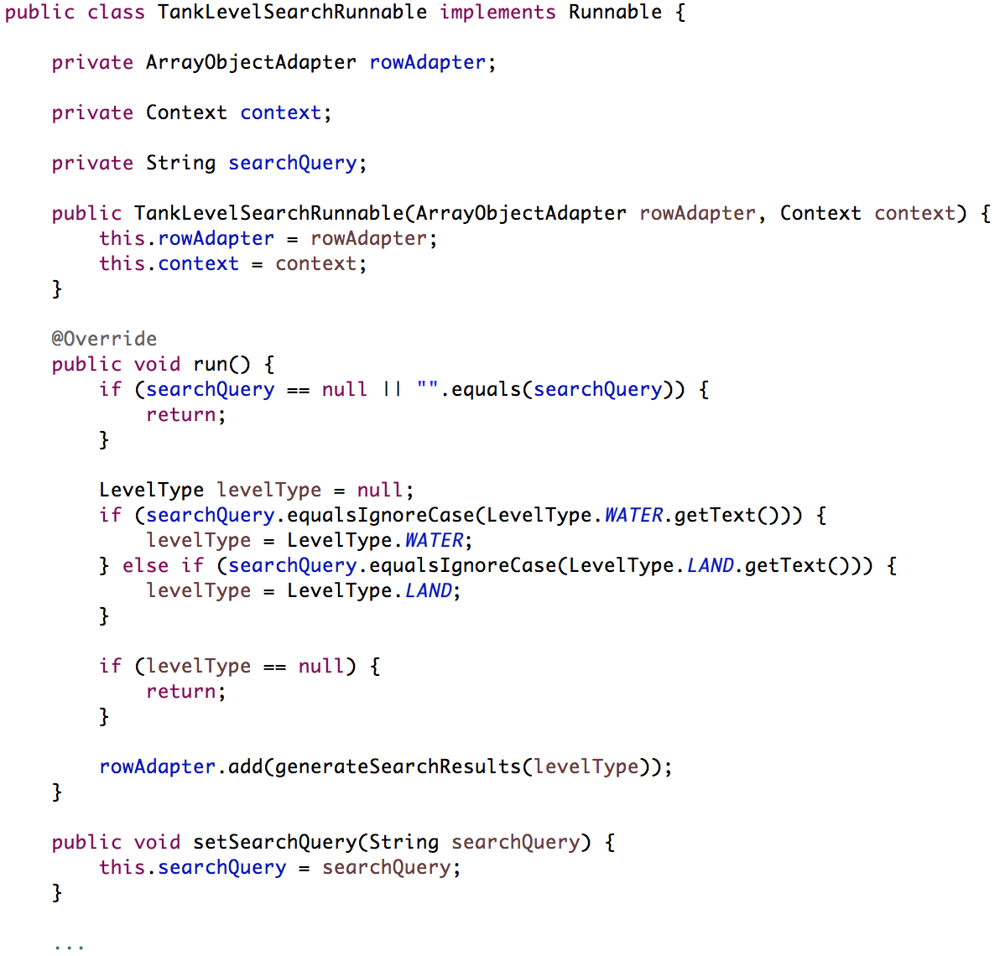 public class TankLevelSearchRunnable implements Runnable {
private ArrayObjectAdapter rowAdapter;
private Context context;
private String searchQuery;
public TankLevelSearchRunnable(ArrayObjectAdapter rowAdapter, Context context) {
this.rowAdapter = rowAdapter;
this.context = context;
}
@Override
public void run() {
if (searchQuery == null || "".equals(searchQuery)) {
return;
}
LevelType levelType = null;
if (searchQuery.equalsIgnoreCase(LevelType.WATER.getText())) {
levelType = LevelType.WATER;
} else if (searchQuery.equalsIgnoreCase(LevelType.LAND.getText())) {
levelType = LevelType.LAND;
}
if (levelType == null) {
return;
}
rowAdapter.add(generateSearchResults(levelType));
}
public void setSearchQuery(String searchQuery) {
this.searchQuery = searchQuery;
}
...